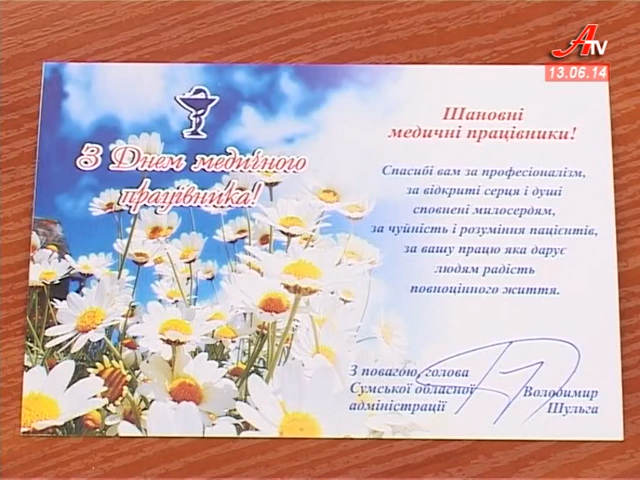 ATV
13.06.14
З Днем медичного
працівника!
Шановні
медичні працівники!
Спасибі вам за професіоналізм,
за відкриті серця і душі
сповнені милосердям,
за чуйність і розуміння пацієнтів,
за вашу працю яка дарує
людям радість
повноцінного життя.
З повагою, голова
Сумської обласної
адміністрації
Володимир
Шульга